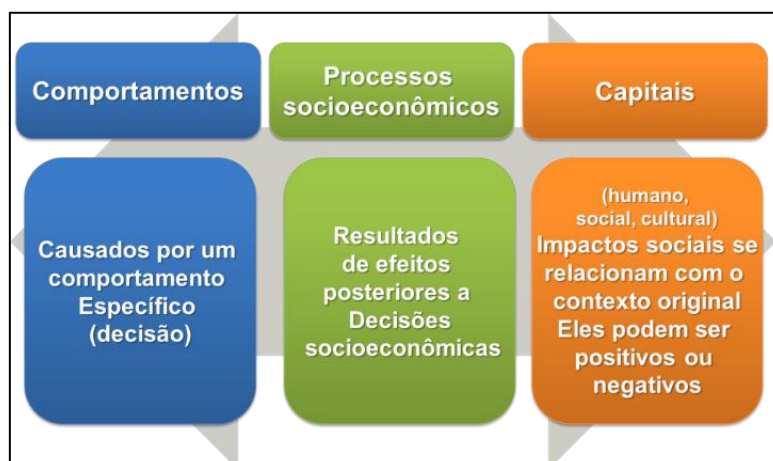 Comportamentos
Processos
socioeconômicos
Capitais
Causados por um
comportamento
Específico
(decisão)
Resultados
de efeitos
posteriores a
Decisões
socioeconômicas
(humano,
social, cultural)
Impactos sociais se
relacionam com o
contexto original
Eles podem ser
positivos ou
negativos